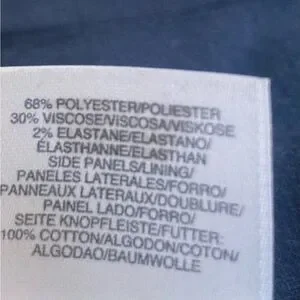 68% POLYESTER/POLIESTER
30% VISCOSE/VISCOSA/VISKOSE
2% ELASTANE/ELASTANO/
ÉLASTHANNE/ELASTHAN
SIDE PANELS/LINING/
PANELES LATERALES/FORRO/
PANNEAUX LATERAUX/DOUBLURE/
PAINEL LADO/FORRO/
SEITE KNOPFLEISTE/FUTTER:
100% COTTON/ALGODON/COTON/
ALGODAO/BAUMWOLLE